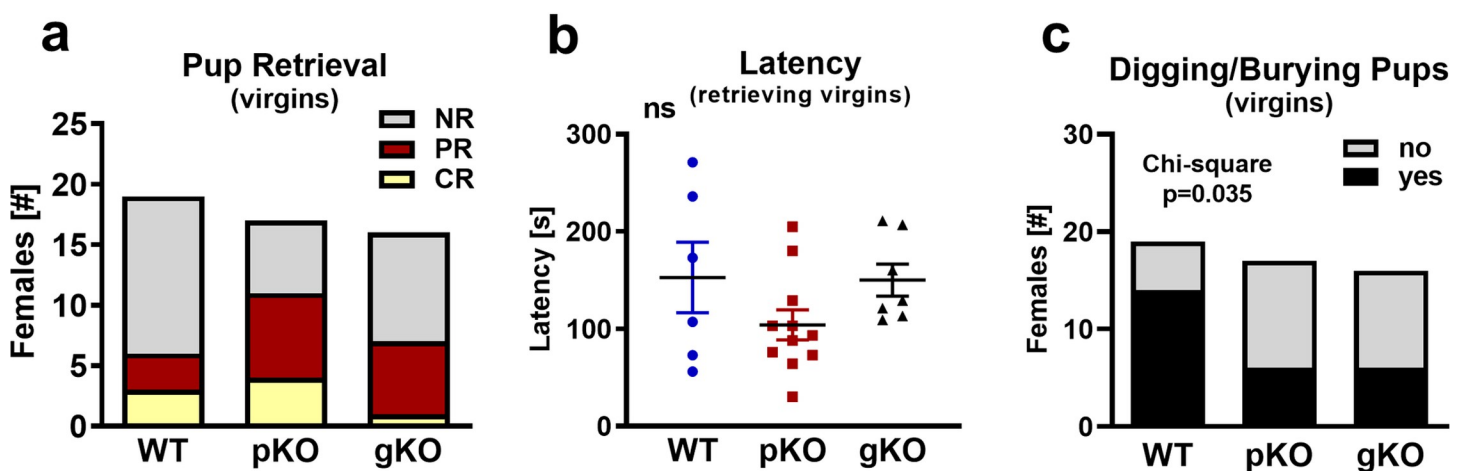 a
Pup Retrieval
(virgins)
NR
PR
CR
Females [#]
25
20
15
10
5
0
WT pKO gKO
b
Latency
(retrieving virgins)
ns
Latency [s]
300
200
100
0
WT pKO gKO
c
Digging/Burying Pups
(virgins)
no
yes
Chi-square
p=0.035
Females [#]
30
20
10
0
WT pKO gKO